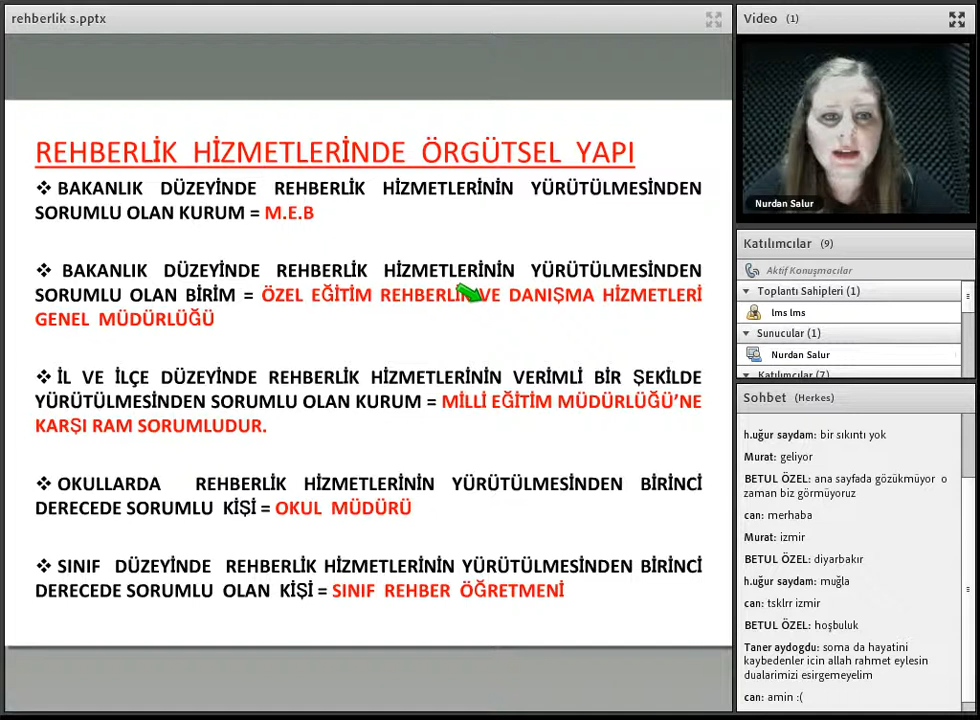 rehberlik s.pptx
REHBERLİK HİZMETLERİNDE ÖRGÜTSEL YAPI
❖ BAKANLIK DÜZEYİNDE REHBERLİK HİZMETLERİNİN YÜRÜTÜLMESİNDEN
SORUMLU OLAN KURUM = M.E.B
❖ BAKANLIK DÜZEYİNDE REHBERLİK HİZMETLERİNİN YÜRÜTÜLMESİNDEN
SORUMLU OLAN BİRİM = ÖZEL EĞİTİM REHBERLİK VE DANIŞMA HİZMETLERİ
GENEL MÜDÜRLÜĞÜ
❖ İL VE İLÇE DÜZEYİNDE REHBERLİK HİZMETLERİNİN VERİMLİ BİR ŞEKİLDE
YÜRÜTÜLMESİNDEN SORUMLU OLAN KURUM = MİLLİ EĞİTİM MÜDÜRLÜĞÜ'NE
KARŞI RAM SORUMLUDUR.
❖ OKULLARDA REHBERLİK HİZMETLERİNİN YÜRÜTÜLMESİNDEN BİRİNCİ
DERECEDE SORUMLU KİŞİ = OKUL MÜDÜRÜ
❖ SINIF DÜZEYİNDE REHBERLİK HİZMETLERİNİN YÜRÜTÜLMESİNDEN BİRİNCİ
DERECEDE SORUMLU OLAN KİŞİ = SINIF REHBER ÖĞRETMENİ
Video (1)
Nurdan Salur
Katılımcılar (9)
Aktif Konuşmacılar
Toplantı Sahipleri (1)
lms lms
Sunucular (1)
Nurdan Salur
Katılımcılar (7)
Sohbet (Herkes)
h.uğur saydam: bir sıkıntı yok
Murat: geliyor
BETUL ÖZEL: ana sayfada gözükmüyor o
zaman biz görmüyoruz
can: merhaba
Murat: izmir
BETUL ÖZEL: diyarbakır
h.uğur saydam: muğla
can: tsklrr izmir
BETUL ÖZEL: hoşbuluk
Taner aydogdu: soma da hayatini
kaybedenler icin allah rahmet eylesin
dualarimizi esirgemeyelim
can: amin :(